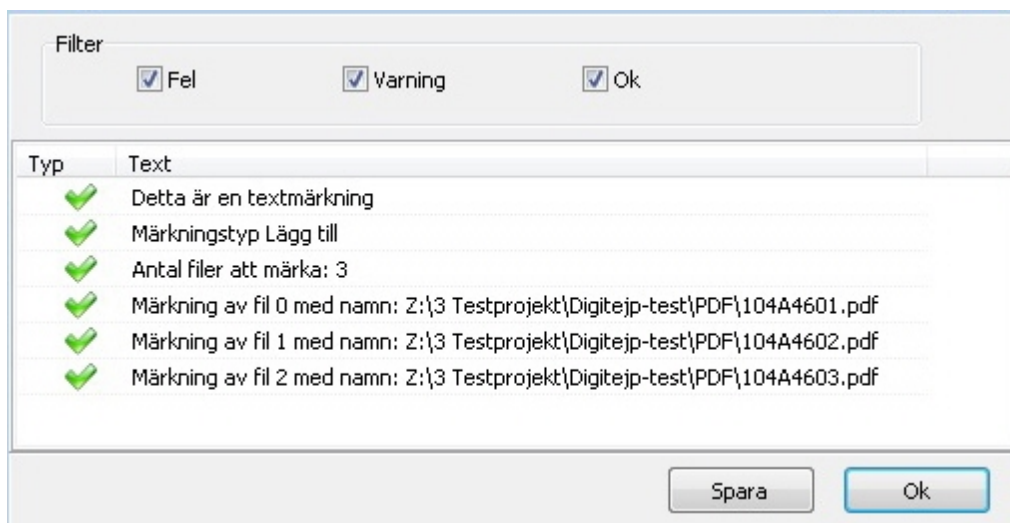 Filter
Fel Varning Ok
Typ Text
Detta är en textmärkning
Märkningstyp Lägg till
Antal filer att märka: 3
Märkning av fil 0 med namn: Z:\3 Testprojekt\Digitejp-test\PDF\104A4601.pdf
Märkning av fil 1 med namn: Z:\3 Testprojekt\Digitejp-test\PDF\104A4602.pdf
Märkning av fil 2 med namn: Z:\3 Testprojekt\Digitejp-test\PDF\104A4603.pdf
Spara Ok